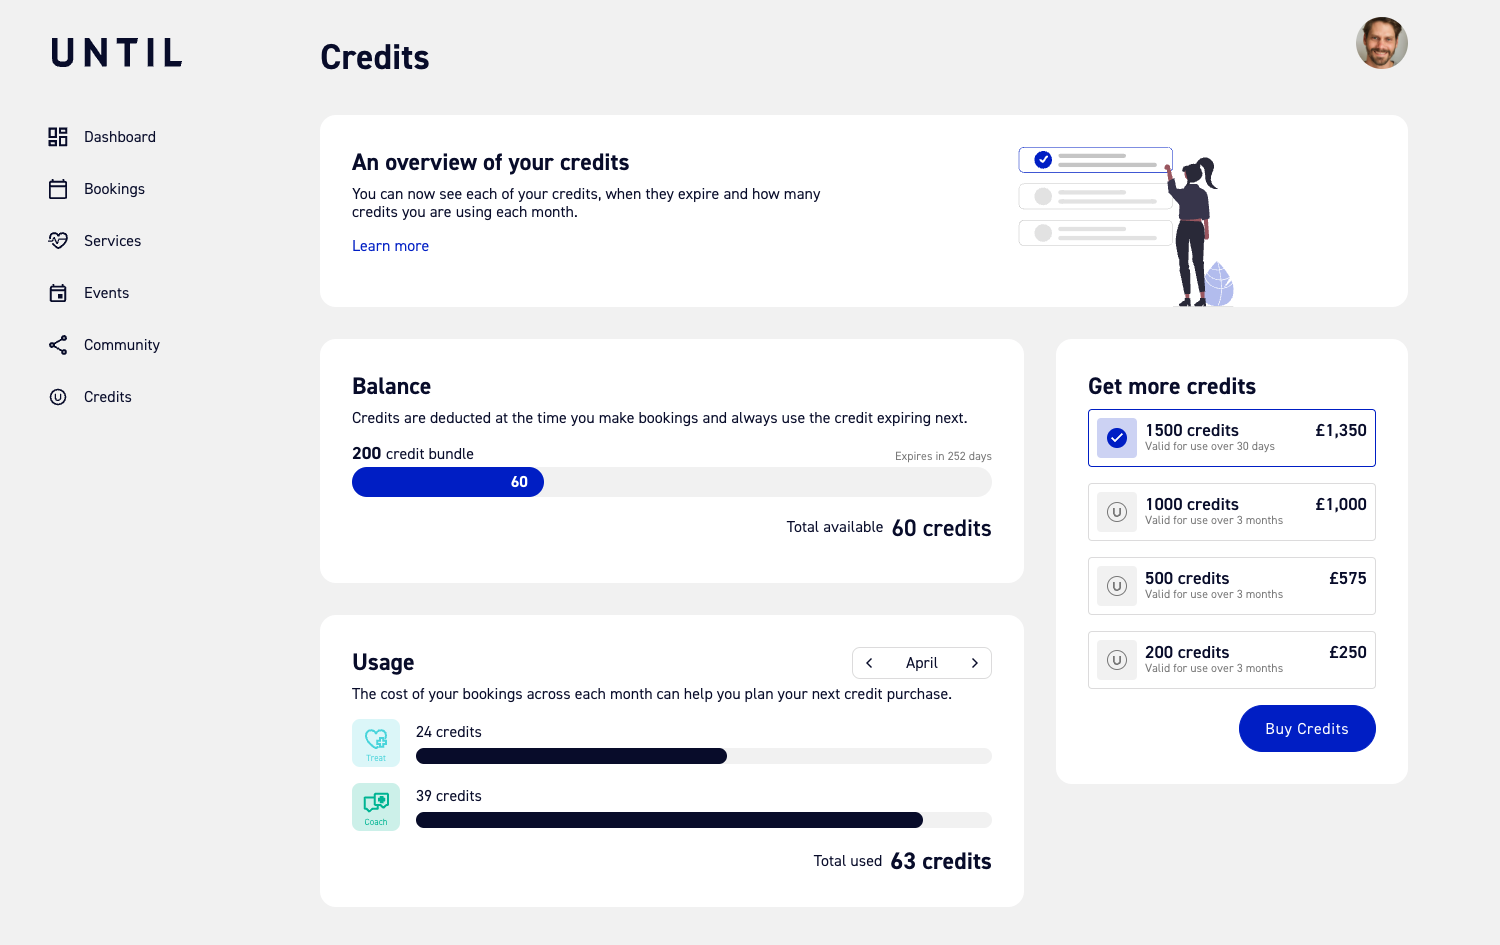 UNTIL
Credits
Dashboard
Bookings
Services
Events
Community
Credits
An overview of your credits
You can now see each of your credits, when they expire and how many
credits you are using each month.
Learn more
Balance
Credits are deducted at the time you make bookings and always use the credit expiring next.
200 credit bundle
Expires in 252 days
60
Total available 60 credits
Usage
April
The cost of your bookings across each month can help you plan your next credit purchase.
Treat
24 credits
Coach
39 credits
Total used 63 credits
Get more credits
1500 credits £1,350
Valid for use over 30 days
1000 credits £1,000
Valid for use over 3 months
500 credits £575
Valid for use over 3 months
200 credits £250
Valid for use over 3 months
Buy Credits